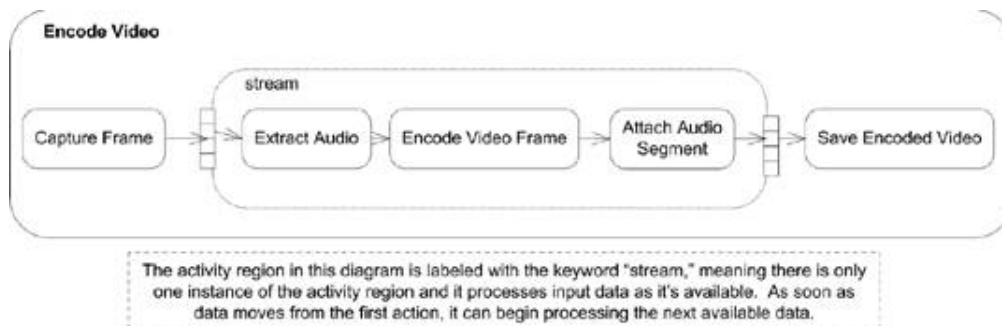 Encode Video
stream
Capture Frame
Extract Audio
Encode Video Frame
Attach Audio
Segment
Save Encoded Video
The activity region in this diagram is labeled with the keyword "stream," meaning there is only
one instance of the activity region and it processes input data as it's available. As soon as
data moves from the first action, it can begin processing the next available data.